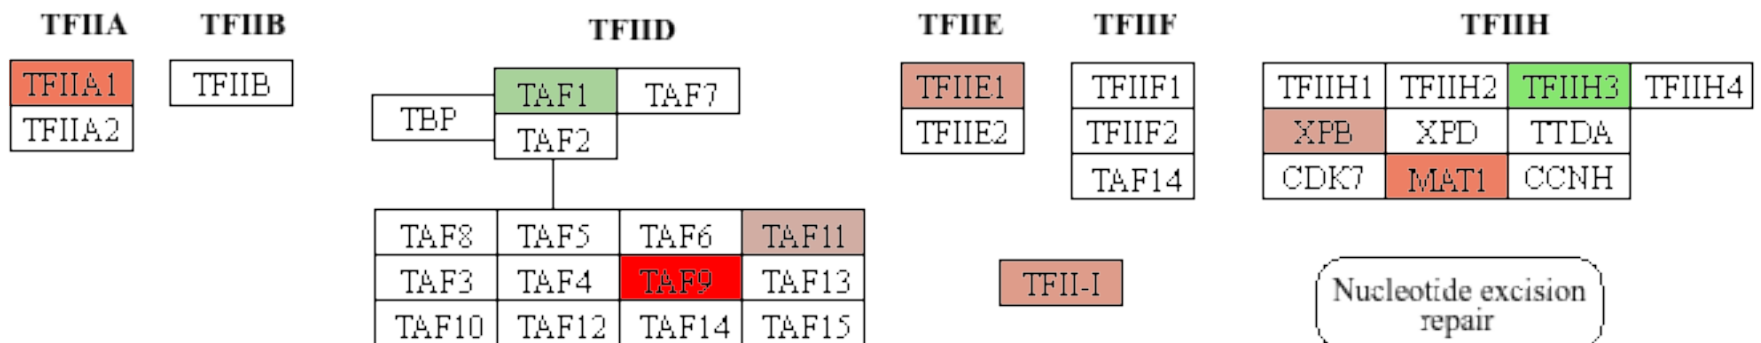 TFIIA TFIIB TFIID TFIIE TFIIF TFIIH
TFIIA1 TFIIB TAF1 TAF7 TFIIE1 TFIIF1 TFIIH1 TFIIH2 TFIIH3 TFIIH4
TFIIA2 TBP TAF2 TFIIE2 TFIIF2 XPB XPD TTDA
TAF14 CDK7 MAT1 CCNH
TAF8 TAF5 TAF6 TAF11
TAF3 TAF4 TAF9 TAF13 TFII-I Nucleotide excision
TAF10 TAF12 TAF14 TAF15 repair